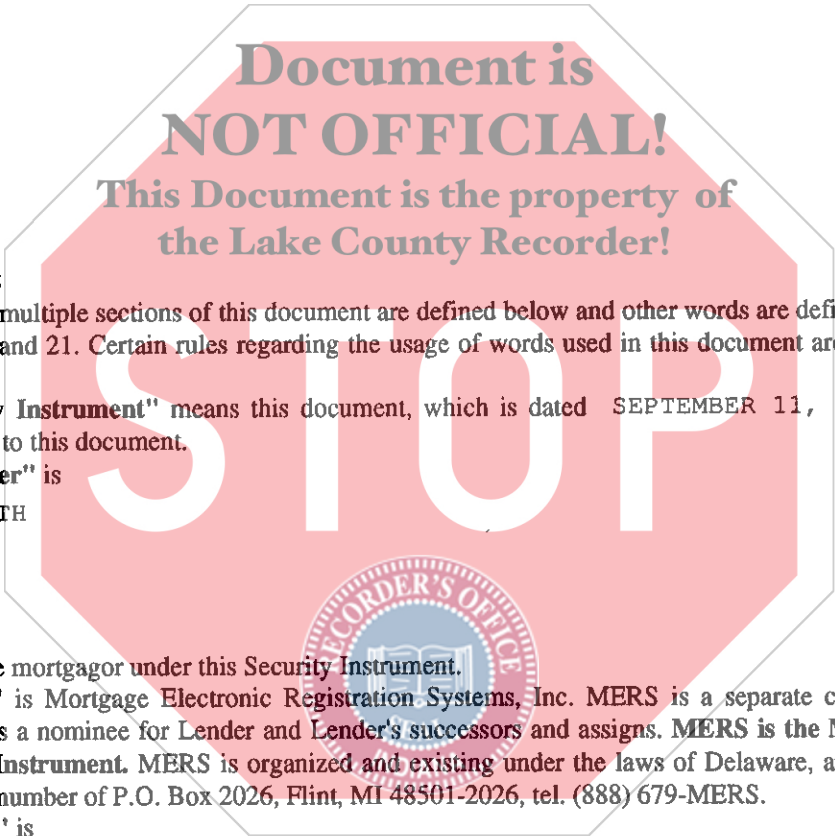 Document is
NOT OFFICIAL!
This Document is the property of
the Lake County Recorder!
multiple sections of this document are defined below and other words are defi
and 21. Certain rules regarding the usage of words used in this document are
Instrument" means this document, which is dated SEPTEMBER 11,
to this document.
er" is
TH
STOP
RECORDER'S OFFICE
mortgagor under this Security Instrument.
" is Mortgage Electronic Registration Systems, Inc. MERS is a separate c
s a nominee for Lender and Lender's successors and assigns. MERS is the M
Instrument. MERS is organized and existing under the laws of Delaware, a
number of P.O. Box 2026, Flint, MI 48501-2026, tel. (888) 679-MERS.
SEAL
" is